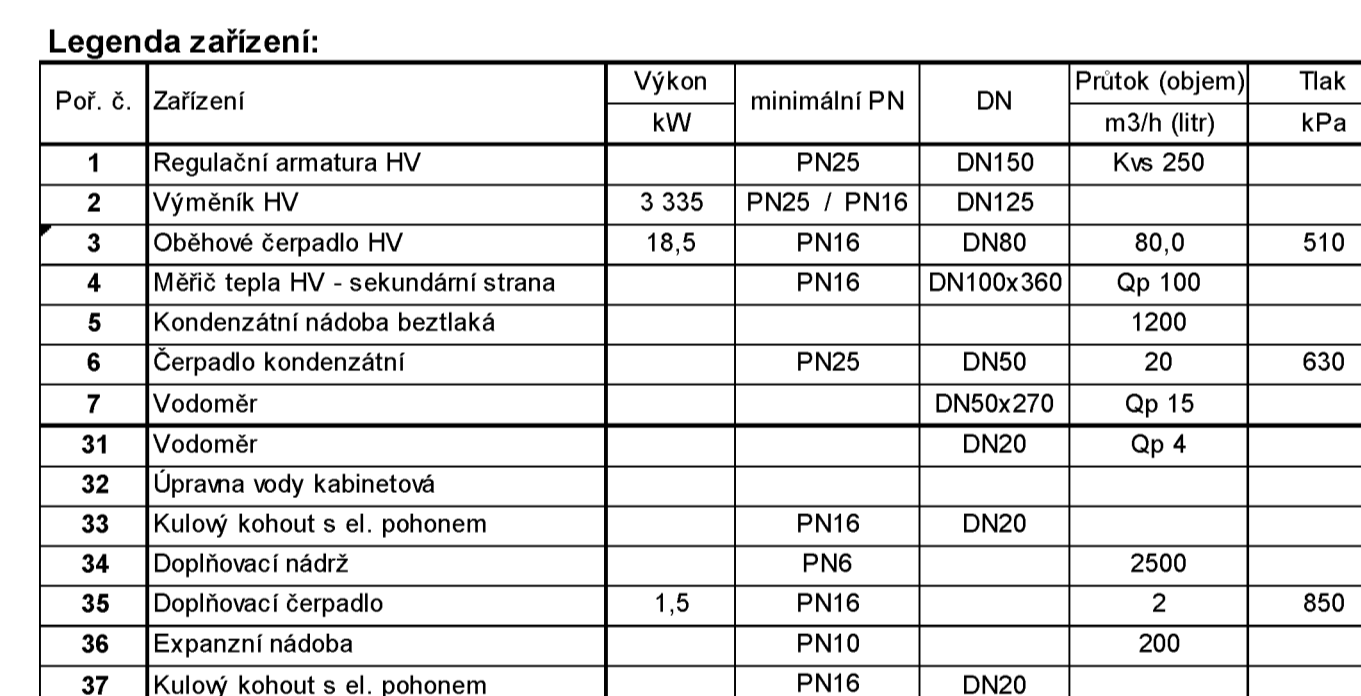 Legenda zařízení:
Poř. č. Zařízení Výkon minimální PN DN Průtok (objem) Tlak
kW m3/h (litr) kPa
1 Regulační armatura HV PN25 DN150 Kvs 250
2 Výměník HV 3 335 PN25 / PN16 DN125
3 Oběhové čerpadlo HV 18,5 PN16 DN80 80,0 510
4 Měřič tepla HV - sekundární strana PN16 DN100x360 Qp 100
5 Kondenzátní nádoba beztlaká 1200
6 Čerpadlo kondenzátní PN25 DN50 20 630
7 Vodoměr DN50x270 Qp 15
31 Vodoměr DN20 Qp 4
32 Úpravna vody kabinetová
33 Kulový kohout s el. pohonem PN16 DN20
34 Doplňovací nádrž PN6 2500
35 Doplňovací čerpadlo 1,5 PN16 2 850
36 Expanzní nádoba PN10 200
37 Kulový kohout s el. pohonem PN16 DN20